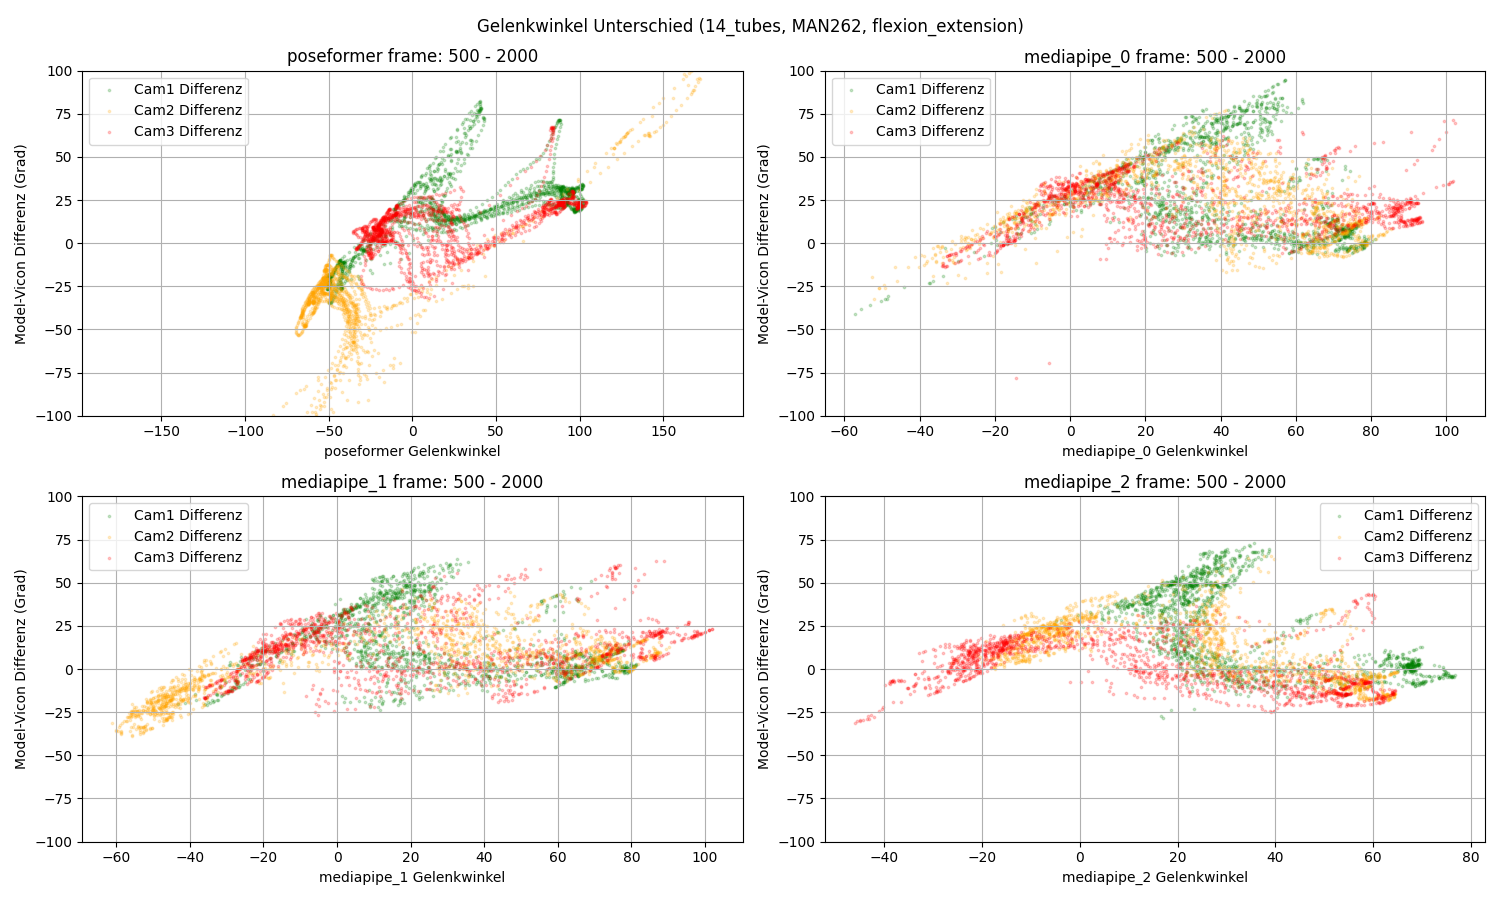 Gelenkwinkel Unterschied (14_tubes, MAN262, flexion_extension)
poseformer frame: 500 - 2000
Cam1 Differenz
Cam2 Differenz
Cam3 Differenz
Model-Vicon Differenz (Grad)
100
75
50
25
0
−25
−50
−75
−100
−150
−100
−50
0
50
100
150
poseformer Gelenkwinkel
mediapipe_0 frame: 500 - 2000
Cam1 Differenz
Cam2 Differenz
Cam3 Differenz
Model-Vicon Differenz (Grad)
100
75
50
25
0
−25
−50
−75
−100
−60
−40
−20
0
20
40
60
80
100
mediapipe_0 Gelenkwinkel
mediapipe_1 frame: 500 - 2000
Cam1 Differenz
Cam2 Differenz
Cam3 Differenz
Model-Vicon Differenz (Grad)
100
75
50
25
0
−25
−50
−75
−100
−60
−40
−20
0
20
40
60
80
100
mediapipe_1 Gelenkwinkel
mediapipe_2 frame: 500 - 2000
Cam1 Differenz
Cam2 Differenz
Cam3 Differenz
Model-Vicon Differenz (Grad)
100
75
50
25
0
−25
−50
−75
−100
−40
−20
0
20
40
60
80
mediapipe_2 Gelenkwinkel